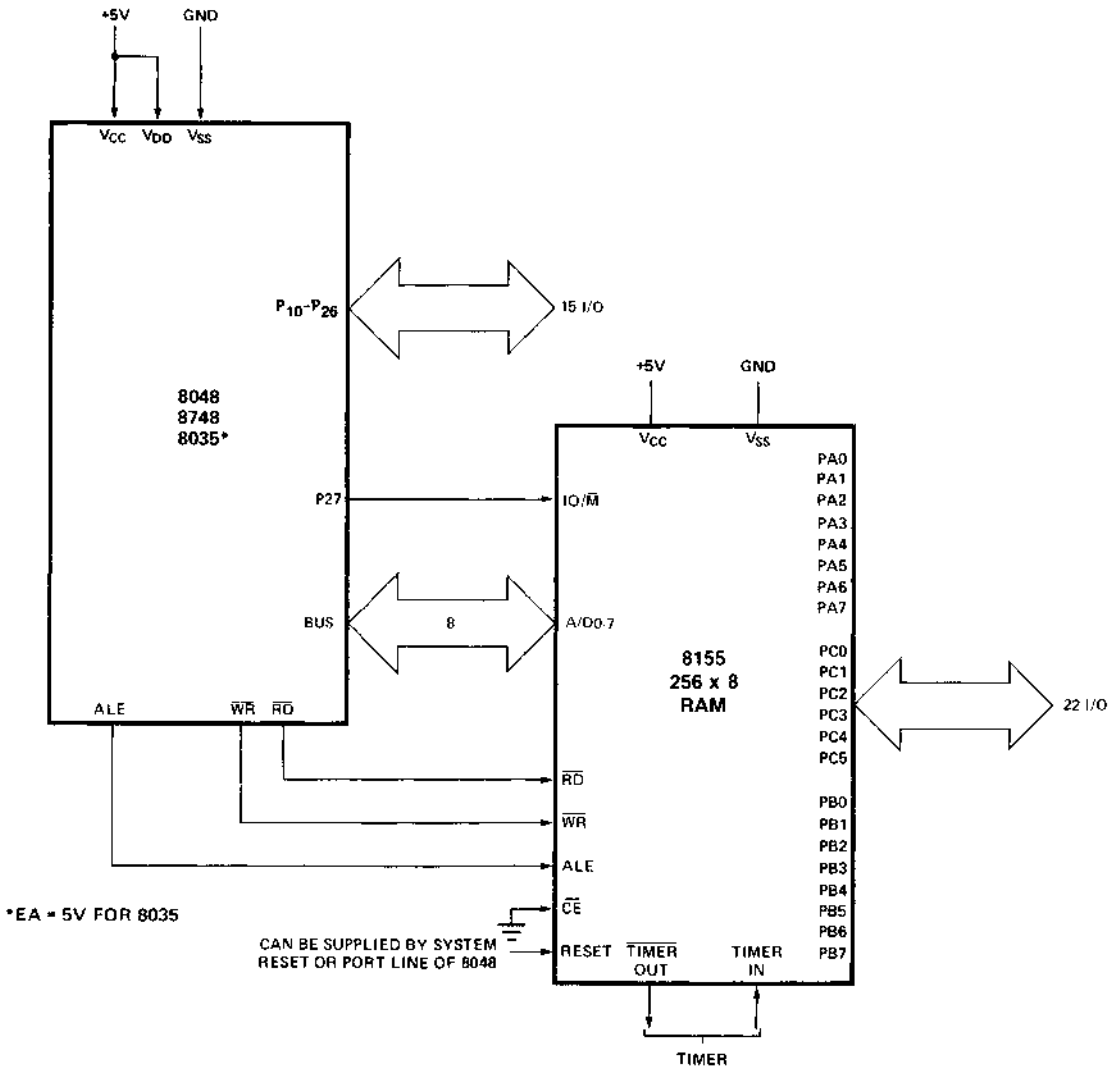 +5V GND
VCC VDD VSS
P10-P26
15 I/O
8048
8748
8035*
+5V GND
VCC VSS
P27
IO/M̅
BUS
8
A/D0-7
ALE W̅R̅ R̅D̅
8155
256 x 8
RAM
PA0
PA1
PA2
PA3
PA4
PA5
PA6
PA7
PC0
PC1
PC2
PC3
PC4
PC5
22 I/O
PB0
PB1
PB2
PB3
PB4
PB5
PB6
PB7
R̅D̅
W̅R̅
ALE
C̅E̅
RESET
*EA = 5V FOR 8035
CAN BE SUPPLIED BY SYSTEM
RESET OR PORT LINE OF 8048
T̅I̅M̅E̅R̅
OUT
TIMER
IN
TIMER